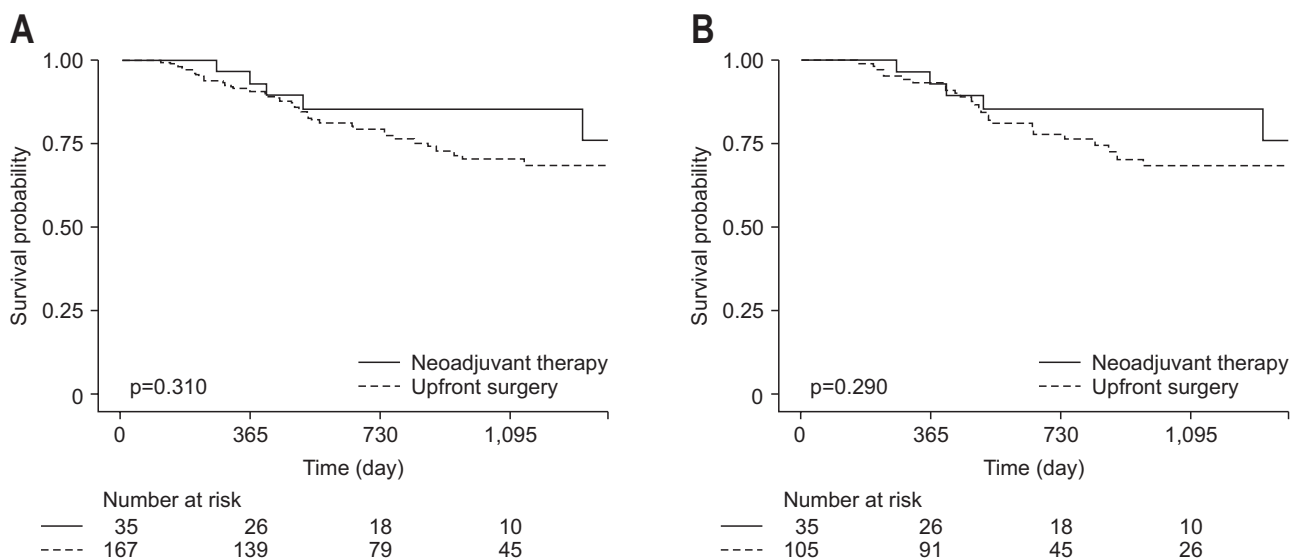 A
1.00
0.75
0.50
0.25
0
Survival probability
Neoadjuvant therapy
Upfront surgery
p=0.310
0 365 730 1,095
Time (day)
Number at risk
35 26 18 10
167 139 79 45
B
1.00
0.75
0.50
0.25
0
Survival probability
Neoadjuvant therapy
Upfront surgery
p=0.290
0 365 730 1,095
Time (day)
Number at risk
35 26 18 10
105 91 45 26